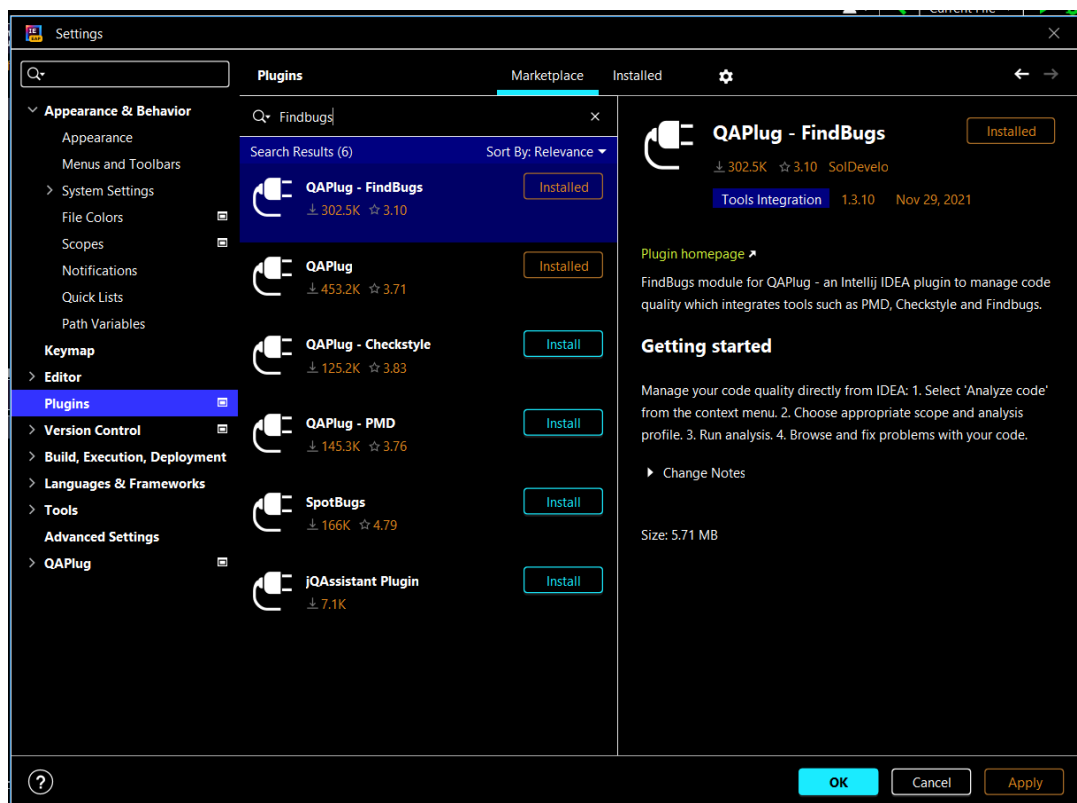 Current File
IE
EAP
Settings
Plugins
Marketplace
Installed
Appearance & Behavior
Appearance
Menus and Toolbars
System Settings
File Colors
Scopes
Notifications
Quick Lists
Path Variables
Keymap
Editor
Plugins
Version Control
Build, Execution, Deployment
Languages & Frameworks
Tools
Advanced Settings
QAPlug
Findbugs
Search Results (6)
Sort By: Relevance
QAPlug - FindBugs
302.5K 3.10
Installed
QAPlug
453.2K 3.71
Installed
QAPlug - Checkstyle
125.2K 3.83
Install
QAPlug - PMD
145.3K 3.76
Install
SpotBugs
166K 4.79
Install
jQAssistant Plugin
7.1K
Install
QAPlug - FindBugs
Installed
302.5K 3.10 SolDevelo
Tools Integration 1.3.10 Nov 29, 2021
Plugin homepage
FindBugs module for QAPlug - an Intellij IDEA plugin to manage code
quality which integrates tools such as PMD, Checkstyle and Findbugs.
Getting started
Manage your code quality directly from IDEA: 1. Select 'Analyze code'
from the context menu. 2. Choose appropriate scope and analysis
profile. 3. Run analysis. 4. Browse and fix problems with your code.
Change Notes
Size: 5.71 MB
?
OK
Cancel
Apply